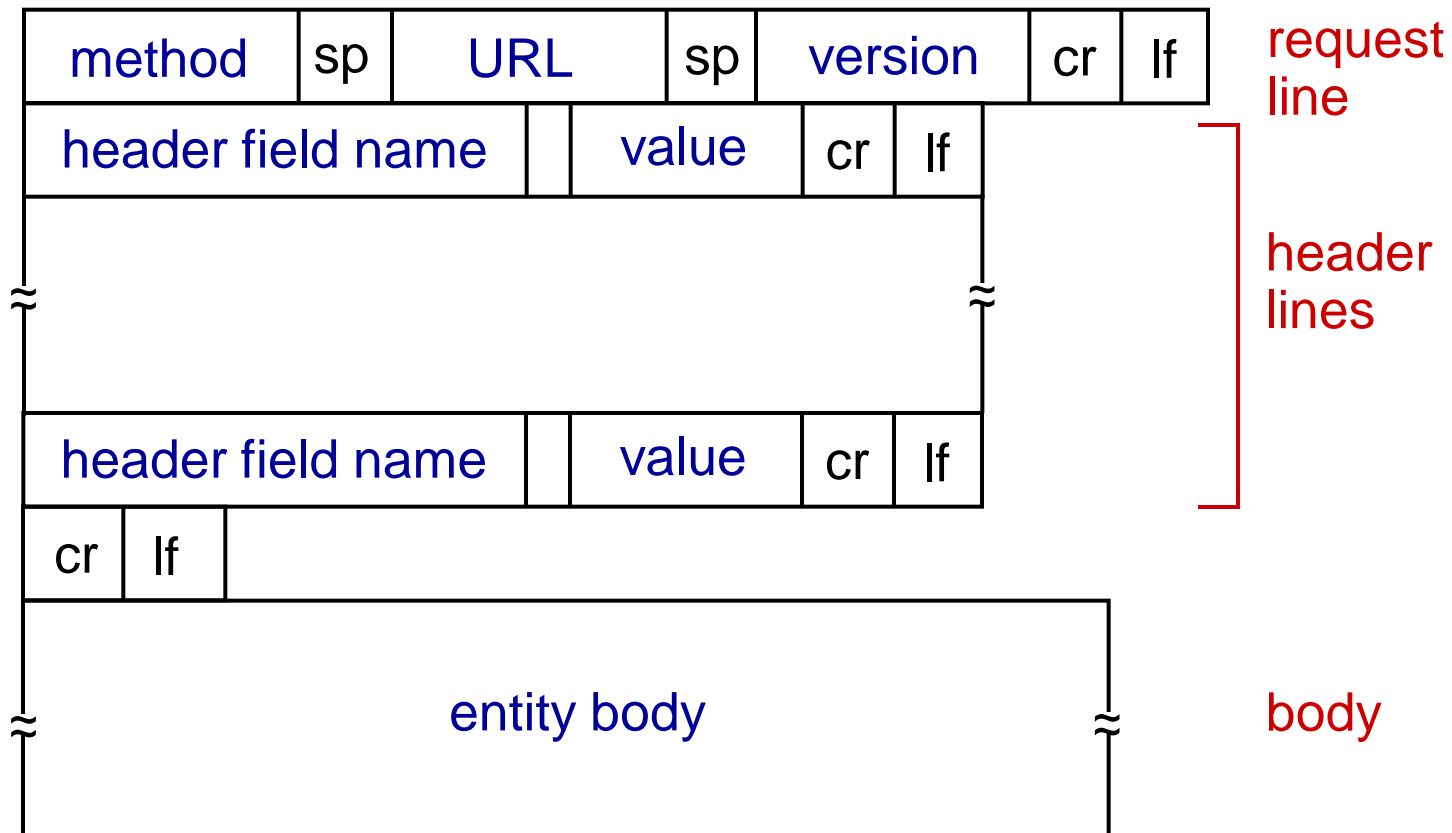 method sp URL sp version cr lf request
line
header field name value cr lf
header
lines
≈ ≈
header field name value cr lf
cr lf
≈ entity body ≈ body